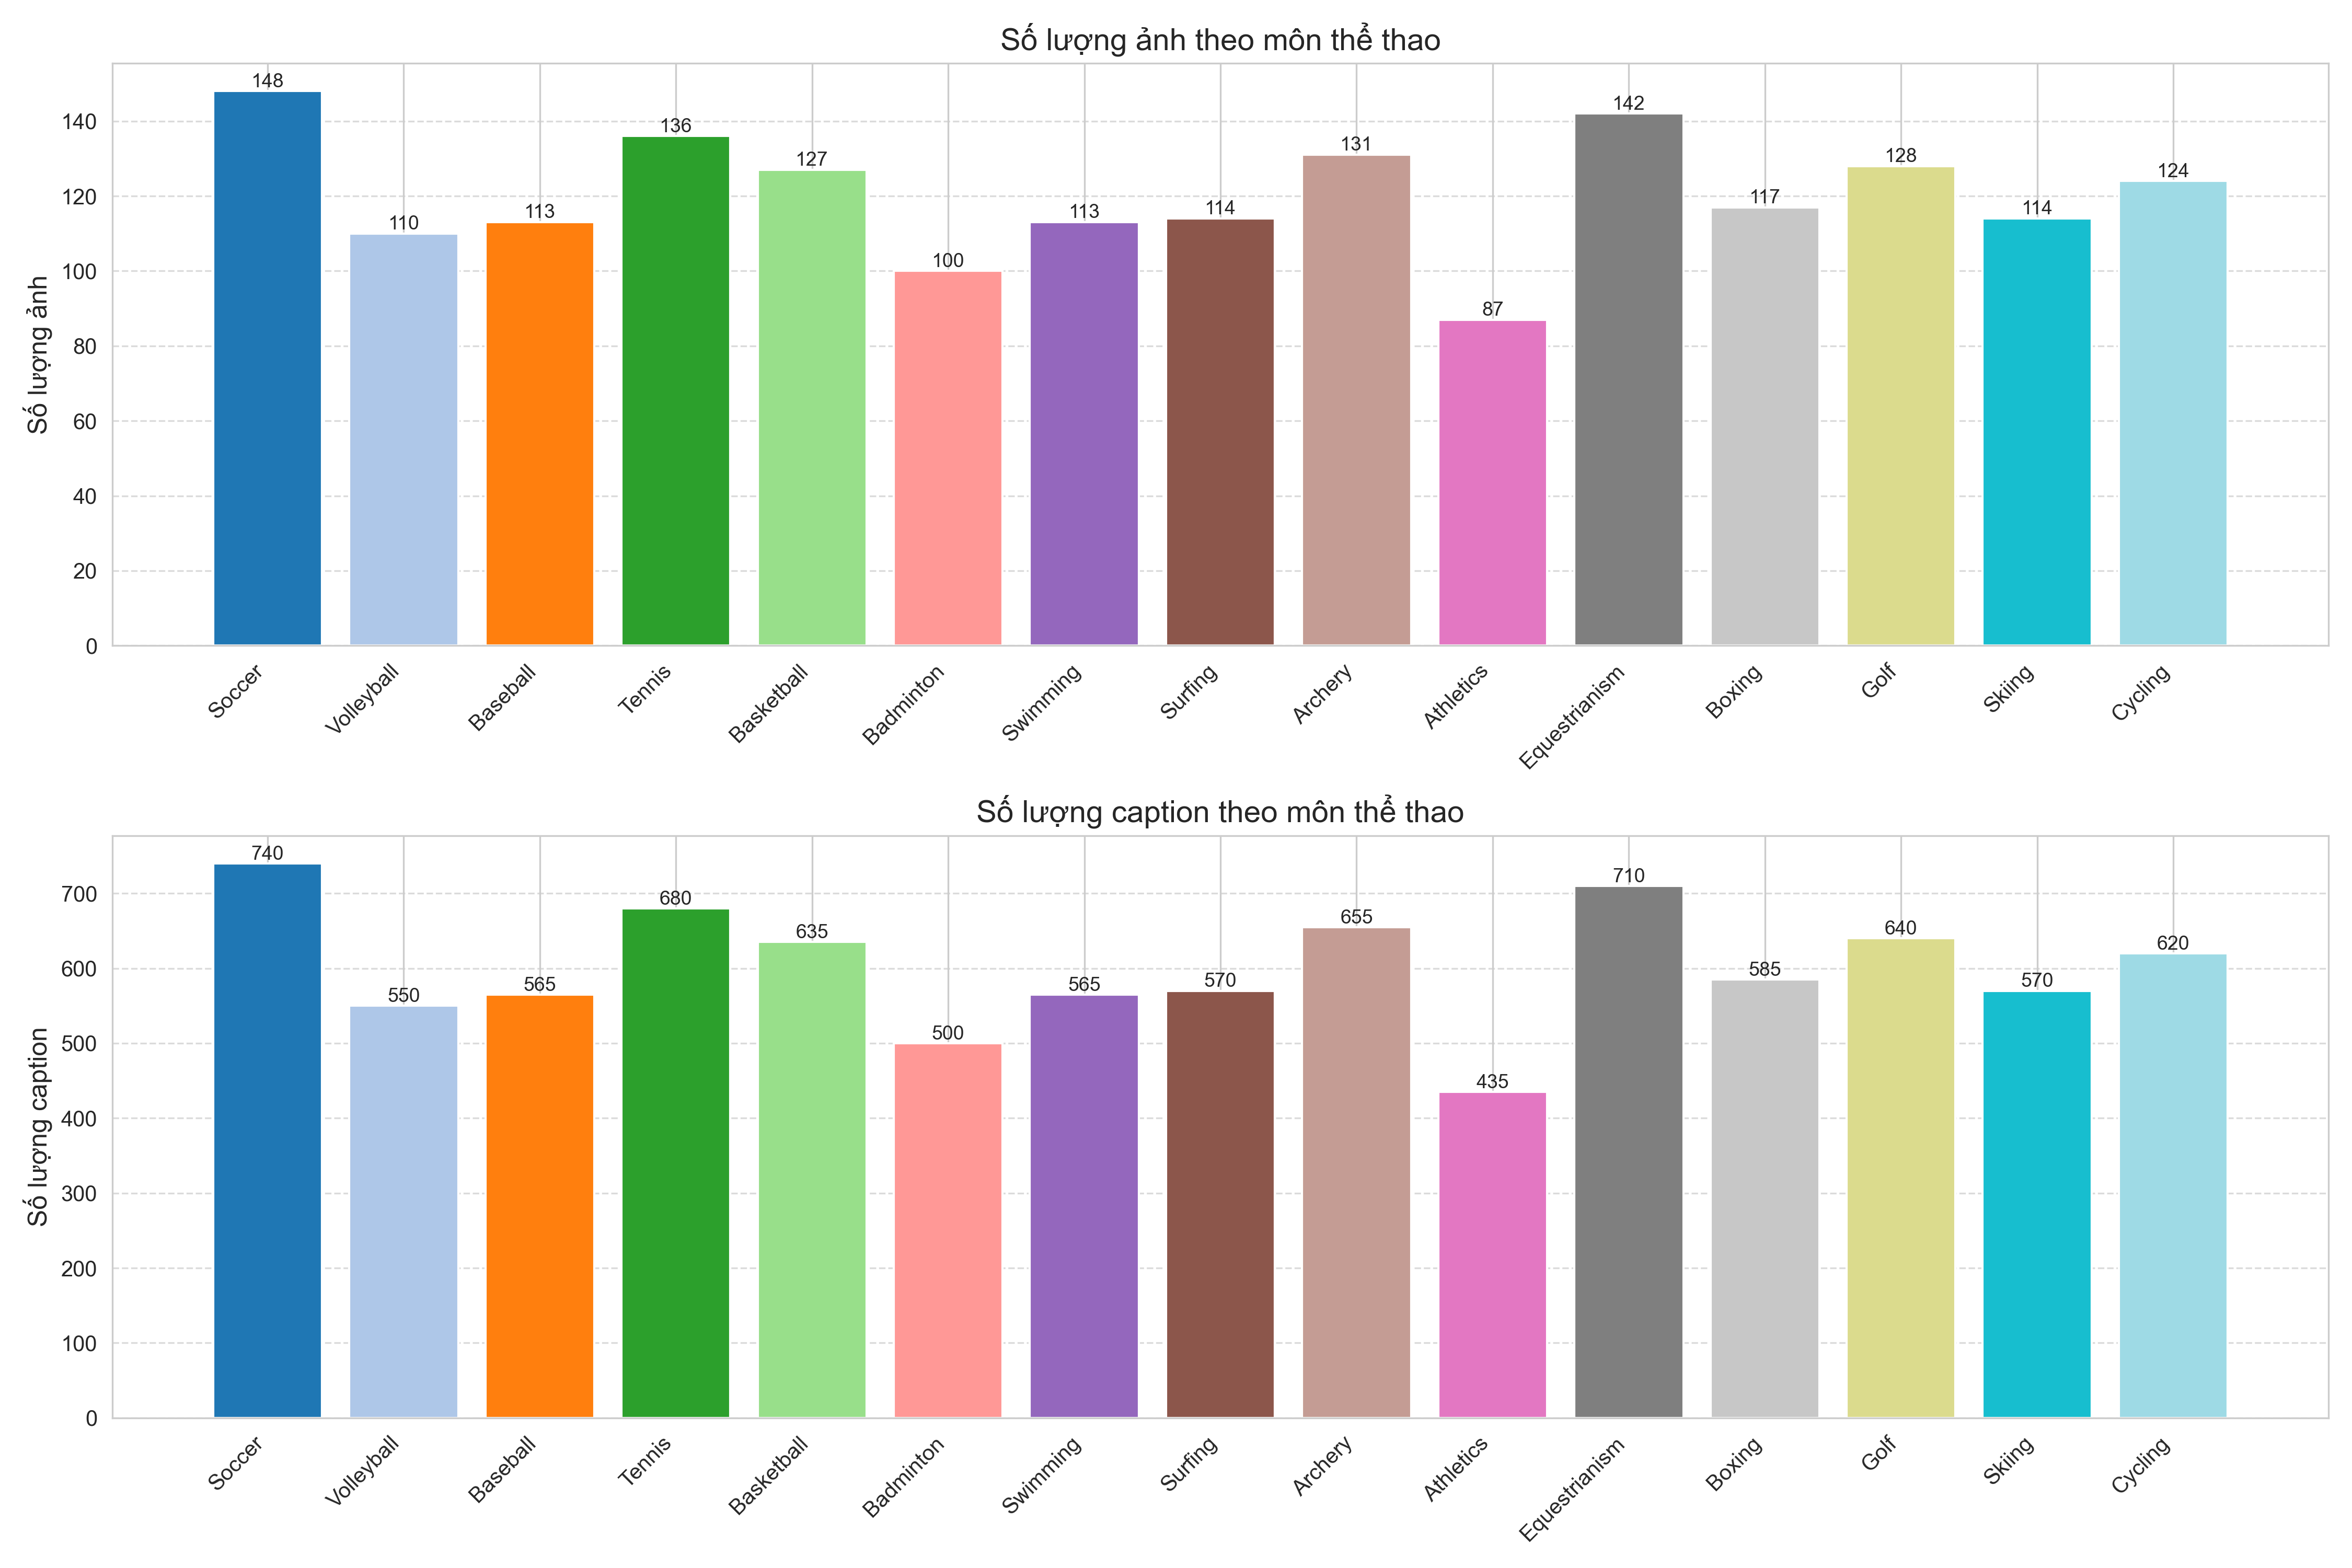 Số lượng ảnh theo môn thể thao
Số lượng ảnh
140
120
100
80
60
40
20
0
148
110
113
136
127
100
113
114
131
87
142
117
128
114
124
Soccer
Volleyball
Baseball
Tennis
Basketball
Badminton
Swimming
Surfing
Archery
Athletics
Equestrianism
Boxing
Golf
Skiing
Cycling
Số lượng caption theo môn thể thao
Số lượng caption
700
600
500
400
300
200
100
0
740
550
565
680
635
500
565
570
655
435
710
585
640
570
620
Soccer
Volleyball
Baseball
Tennis
Basketball
Badminton
Swimming
Surfing
Archery
Athletics
Equestrianism
Boxing
Golf
Skiing
Cycling